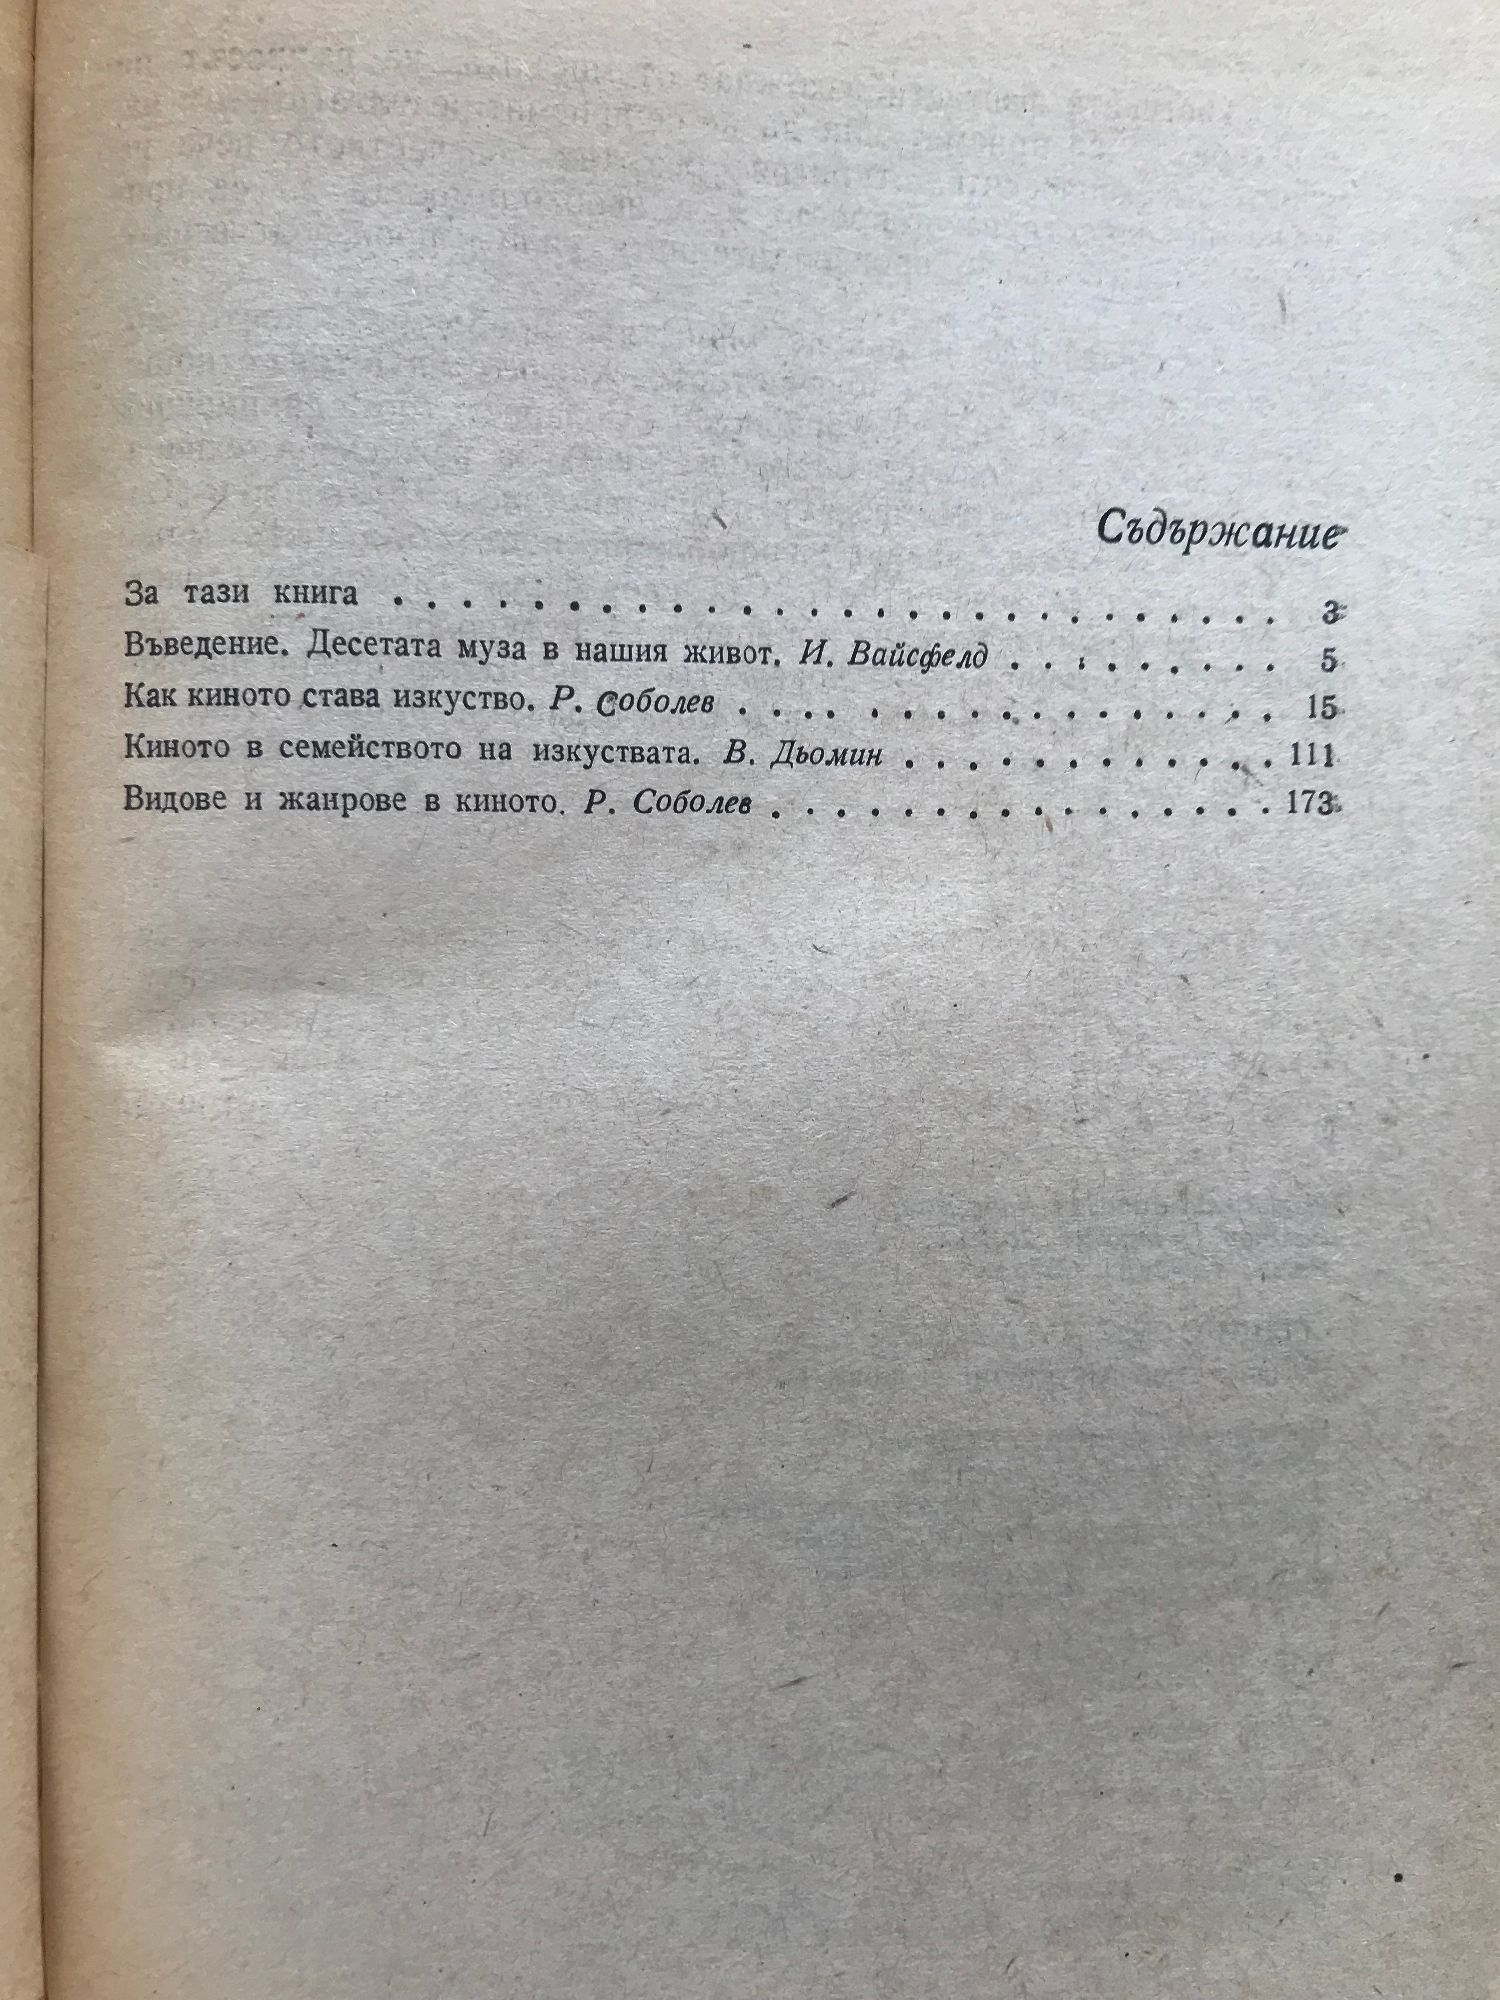 Съдържание
За тази книга . . . . . . . . . . . . . . . . . . . . . . . . . . 3
Въведение. Десетата муза в нашия живот. И. Вайсфелд . . . . . . . . . 5
Как киното става изкуство. Р. Соболев . . . . . . . . . . . . . . . . 15
Киното в семейството на изкуствата. В. Дьомин . . . . . . . . . . . . 111
Видове и жанрове в киното. Р. Соболев . . . . . . . . . . . . . . . . 173